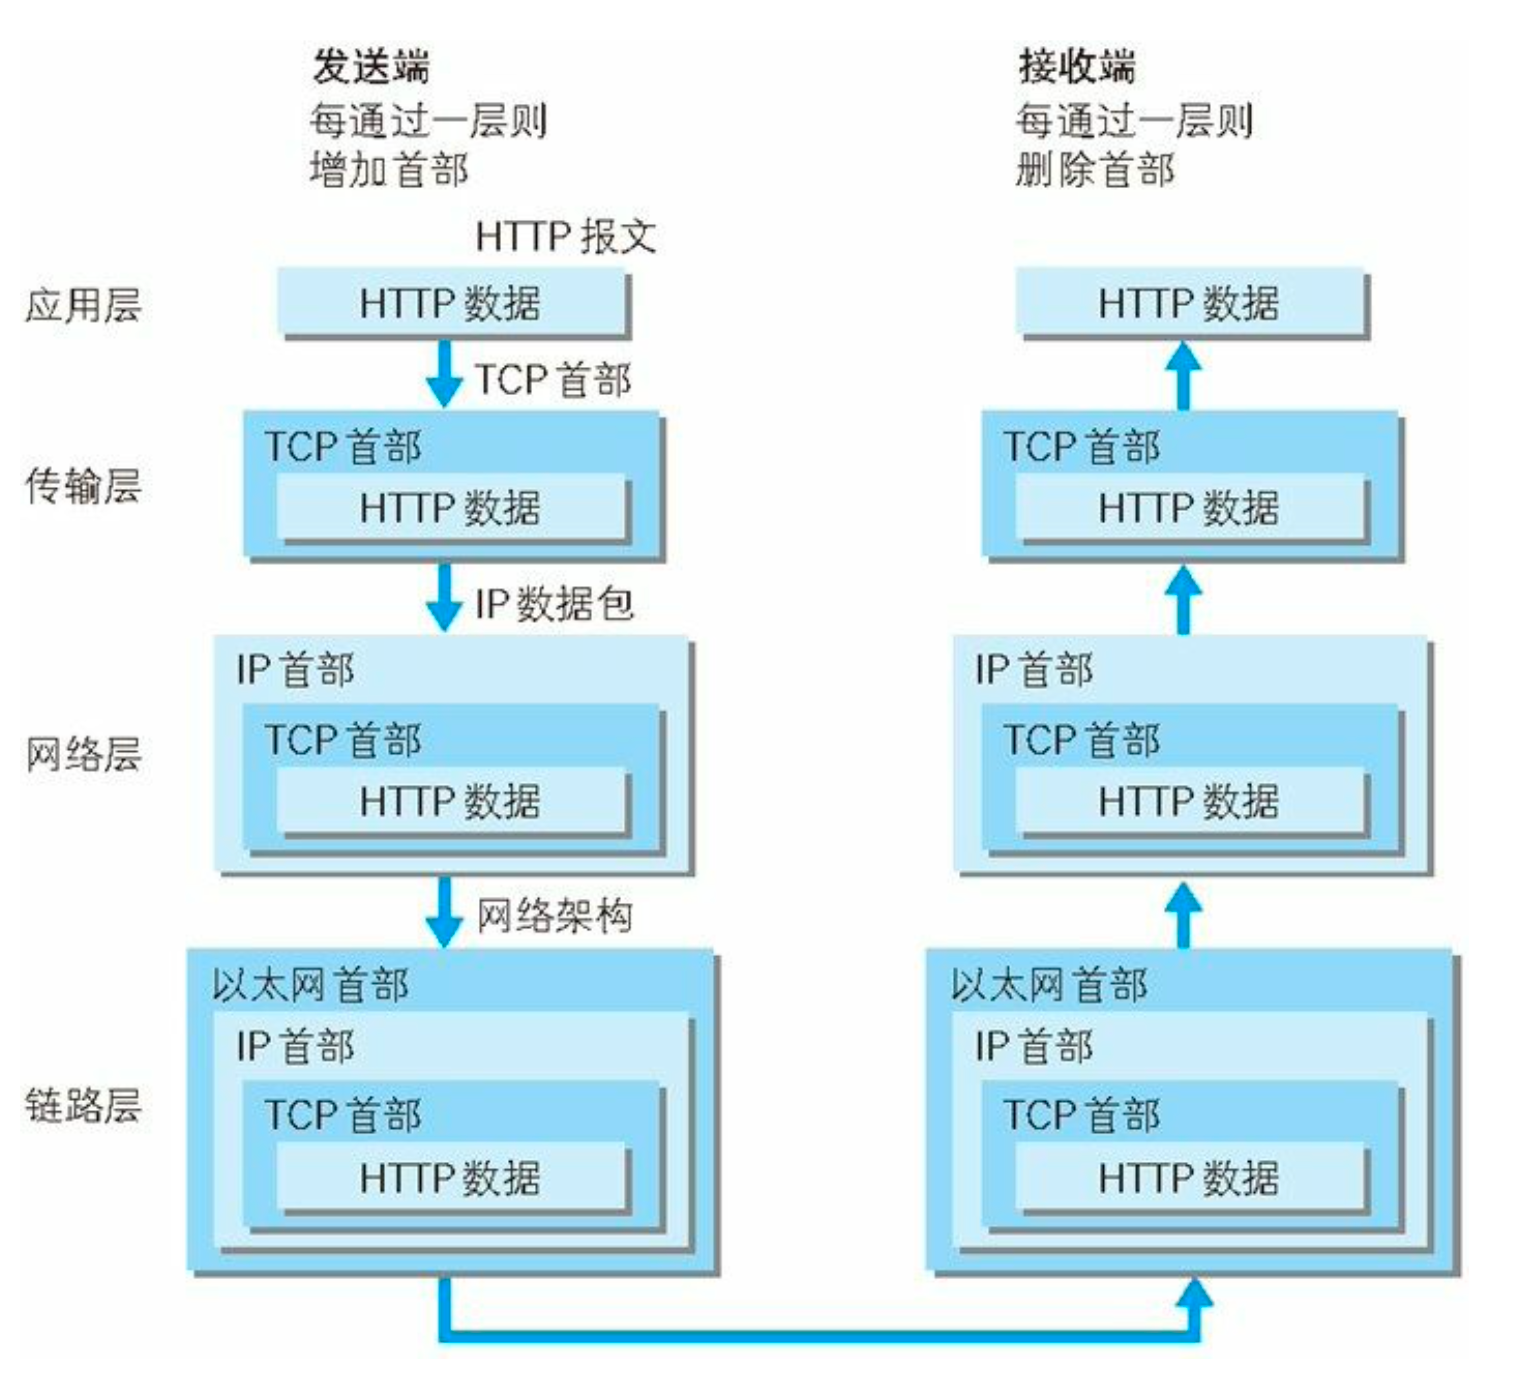 发送端
每通过一层则
增加首部
接收端
每通过一层则
删除首部
HTTP 报文
应用层
HTTP 数据
HTTP 数据
TCP 首部
传输层
TCP 首部
HTTP 数据
TCP 首部
HTTP 数据
IP 数据包
网络层
IP 首部
TCP 首部
HTTP 数据
IP 首部
TCP 首部
HTTP 数据
网络架构
链路层
以太网首部
IP 首部
TCP 首部
HTTP 数据
以太网首部
IP 首部
TCP 首部
HTTP 数据